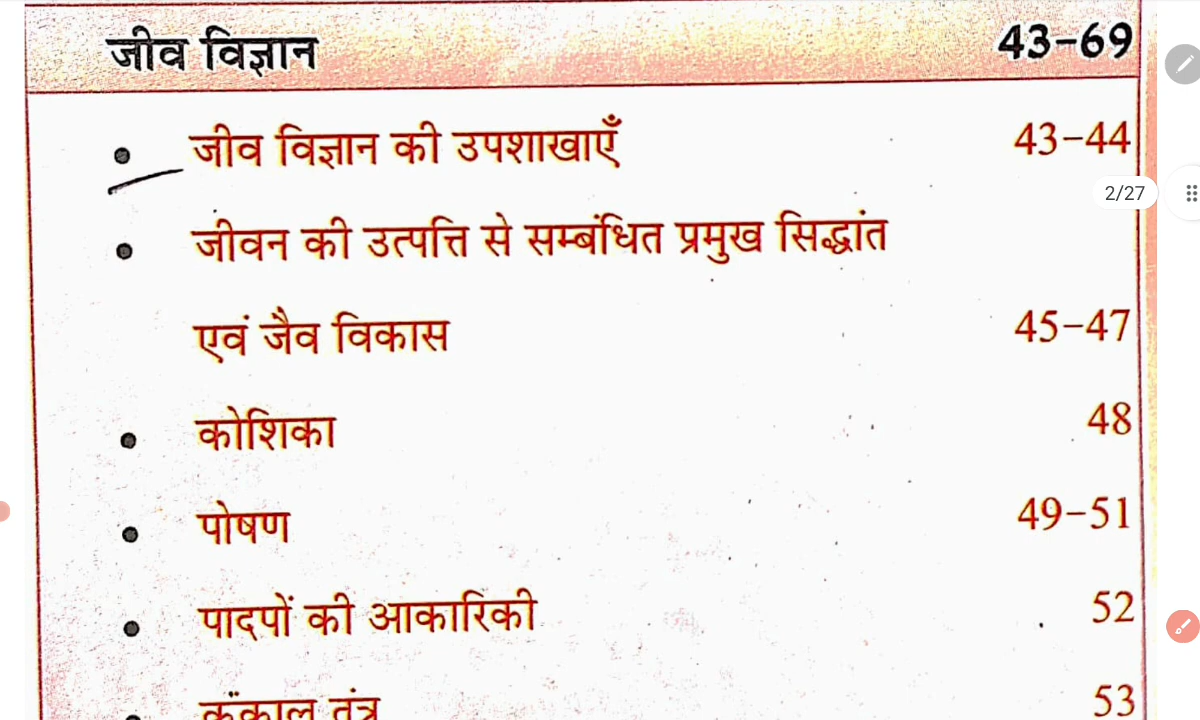 जीव विज्ञान 43-69
• जीव विज्ञान की उपशाखाएँ 43-44
2/27
• जीवन की उत्पत्ति से सम्बंधित प्रमुख सिद्धांत
एवं जैव विकास 45-47
• कोशिका 48
• पोषण 49-51
• पादपों की आकारिकी 52
• कंकाल तंत्र 53